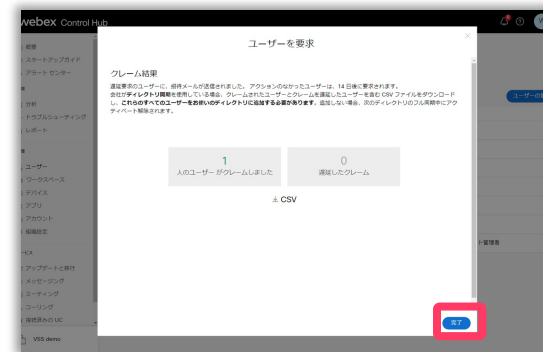 webex Control Hub
ユーザーを要求
概要
スタートアップガイド
アラート センター
クレーム結果
遅延要求のユーザーに、招待メールが送信されました。アクションのなかったユーザーは、14 日後に要求されます。
会社がディレクトリ同期を使用している場合、クレームされたユーザーとクレームを遅延したユーザーを含む CSV ファイルをダウンロード
し、これらのすべてのユーザーをお使いのディレクトリに追加する必要があります。追加しない場合、次のディレクトリのフル同期中にアク
ティベート解除されます。
分析
トラブルシューティング
レポート
ユーザー
ワークスペース
デバイス
アプリ
アカウント
組織設定
1
人のユーザー がクレームしました
0
遅延したクレーム
CSV
ト管理者
アップデートと移行
メッセージング
ミーティング
コーリング
接続済みの UC
完了
VSS demo